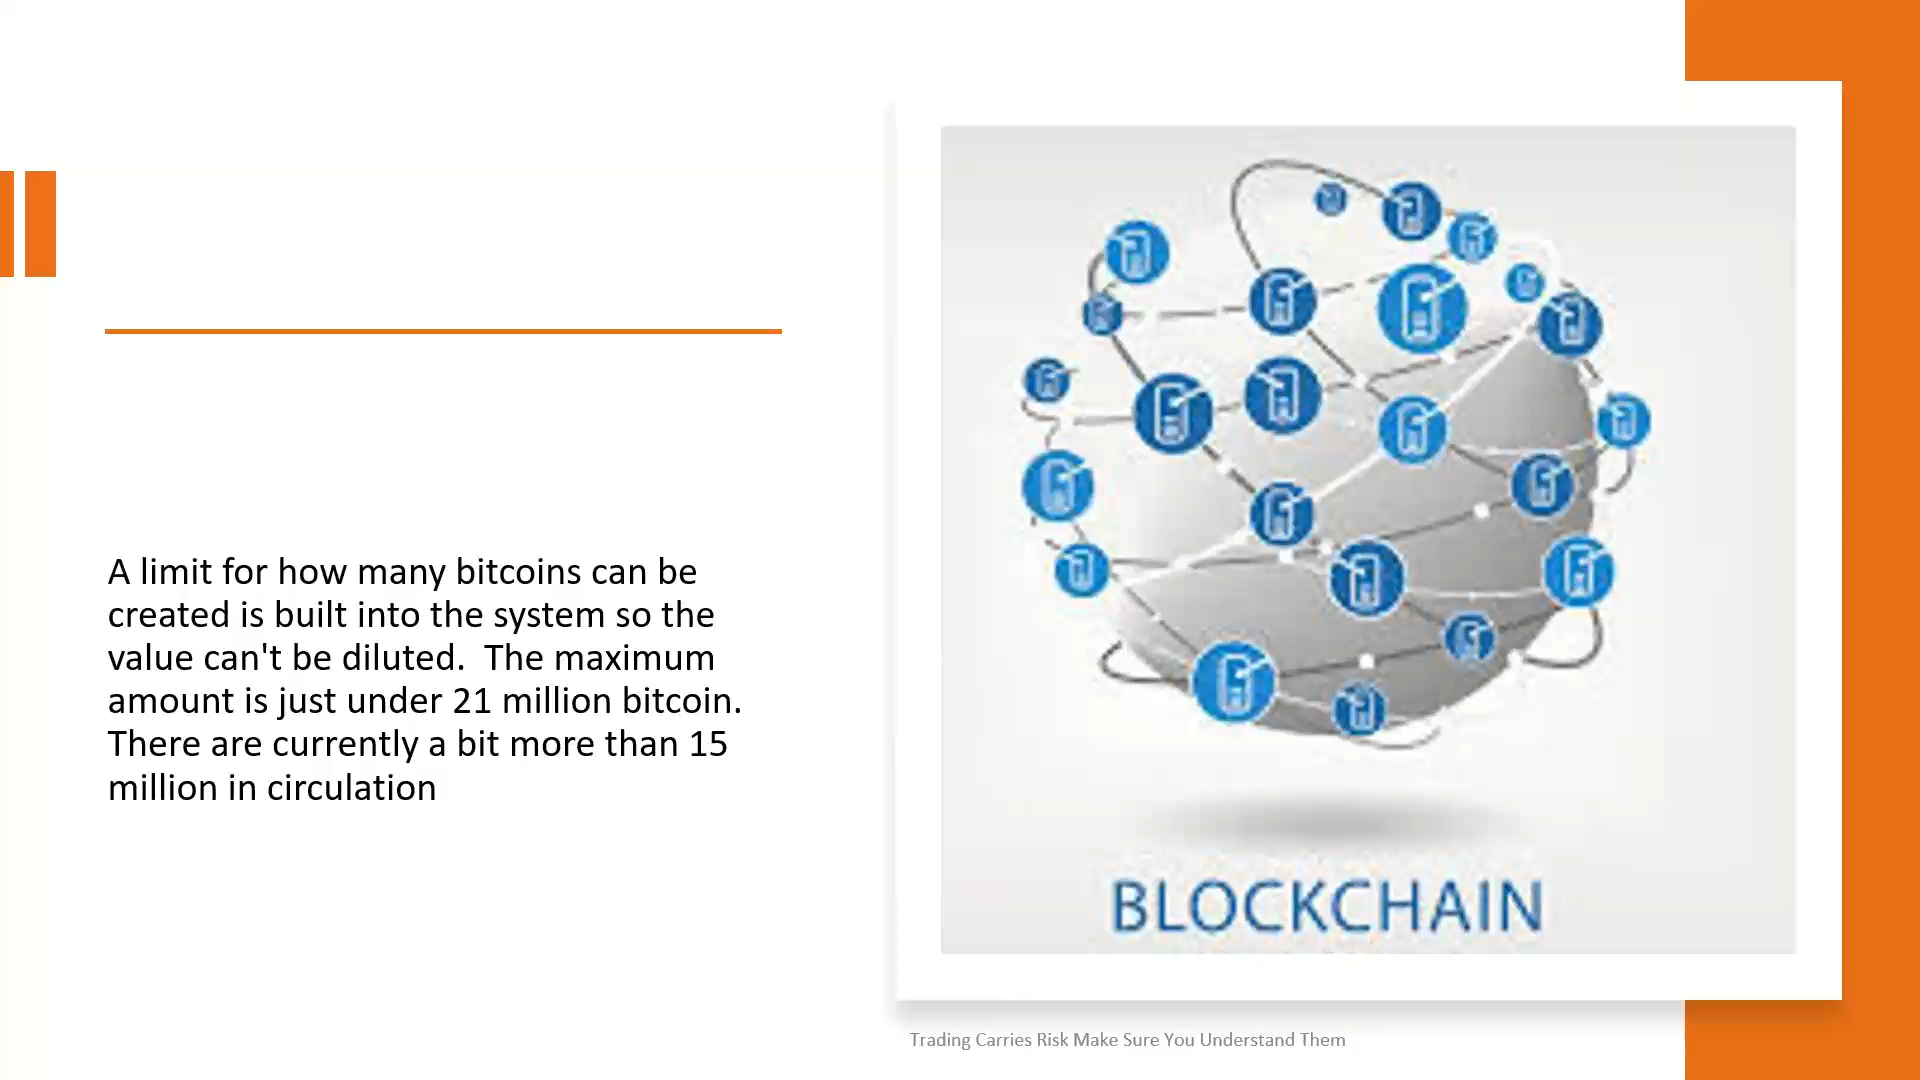 A limit for how many bitcoins can be
created is built into the system so the
value can't be diluted.  The maximum
amount is just under 21 million bitcoin.
There are currently a bit more than 15
million in circulation
BLOCKCHAIN
Trading Carries Risk Make Sure You Understand Them